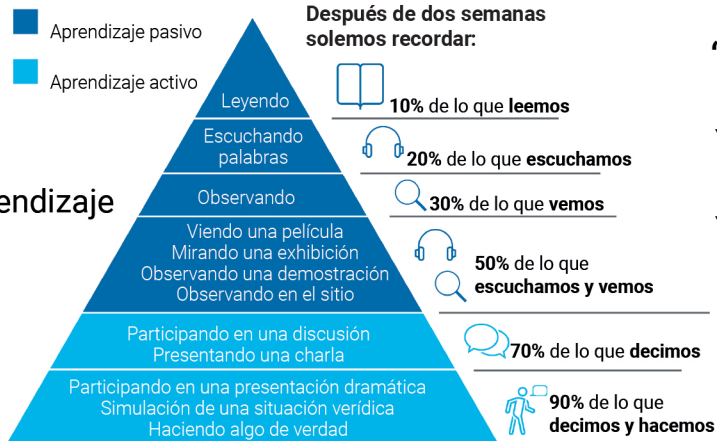 Aprendizaje pasivo
Aprendizaje activo
endizaje
Leyendo
Escuchando
palabras
Observando
Viendo una película
Mirando una exhibición
Observando una demostración
Observando en el sitio
Participando en una discusión
Presentando una charla
Participando en una presentación dramática
Simulación de una situación verídica
Haciendo algo de verdad
Después de dos semanas
solemos recordar:
10% de lo que leemos
20% de lo que escuchamos
30% de lo que vemos
50% de lo que
escuchamos y vemos
70% de lo que decimos
90% de lo que
decimos y hacemos